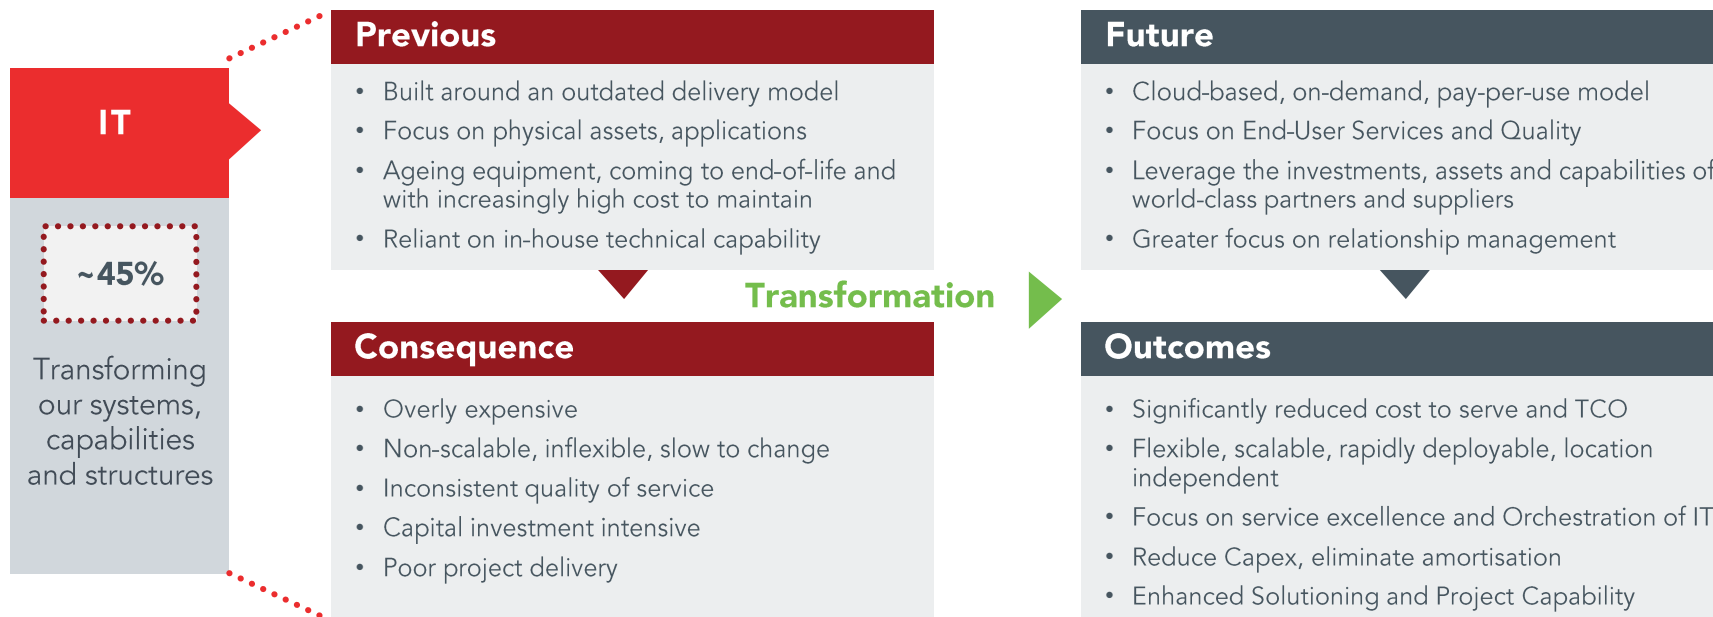 IT
~45%
Transforming
our systems,
capabilities
and structures
Previous
• Built around an outdated delivery model
• Focus on physical assets, applications
• Ageing equipment, coming to end-of-life and
with increasingly high cost to maintain
• Reliant on in-house technical capability
Consequence
• Overly expensive
• Non-scalable, inflexible, slow to change
• Inconsistent quality of service
• Capital investment intensive
• Poor project delivery
Transformation
Future
• Cloud-based, on-demand, pay-per-use model
• Focus on End-User Services and Quality
• Leverage the investments, assets and capabilities of
world-class partners and suppliers
• Greater focus on relationship management
Outcomes
• Significantly reduced cost to serve and TCO
• Flexible, scalable, rapidly deployable, location
independent
• Focus on service excellence and Orchestration of IT
• Reduce Capex, eliminate amortisation
• Enhanced Solutioning and Project Capability